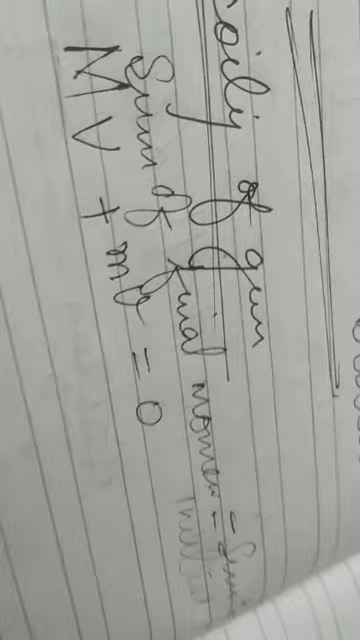 coily of gun
Sum of final momen = Sum
MV + mv = 0